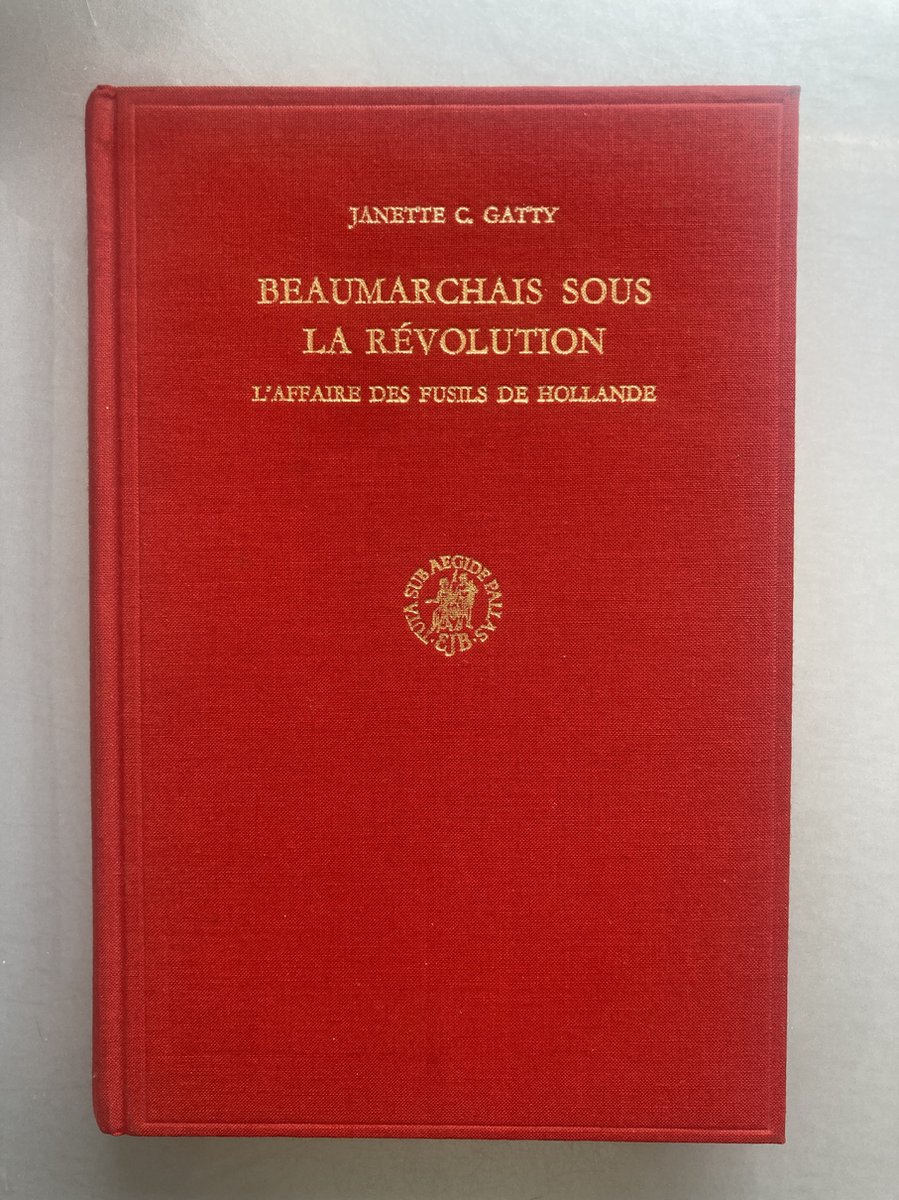 JANETTE C. GATTY
BEAUMARCHAIS SOUS
LA RÉVOLUTION
L'AFFAIRE DES FUSILS DE HOLLANDE
TUTA SUB AEGIDE PALLAS
EJB